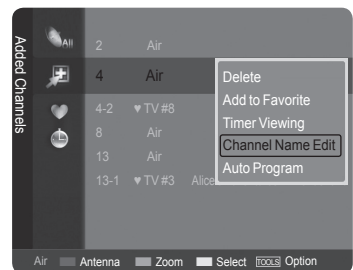 Added Channels
All
2 Air
4 Air
4-2 ♥ TV #8
8 Air
13 Air
13-1 ♥ TV #3 Alice
Delete
Add to Favorite
Timer Viewing
Channel Name Edit
Auto Program
Air Antenna Zoom Select TOOLS Option